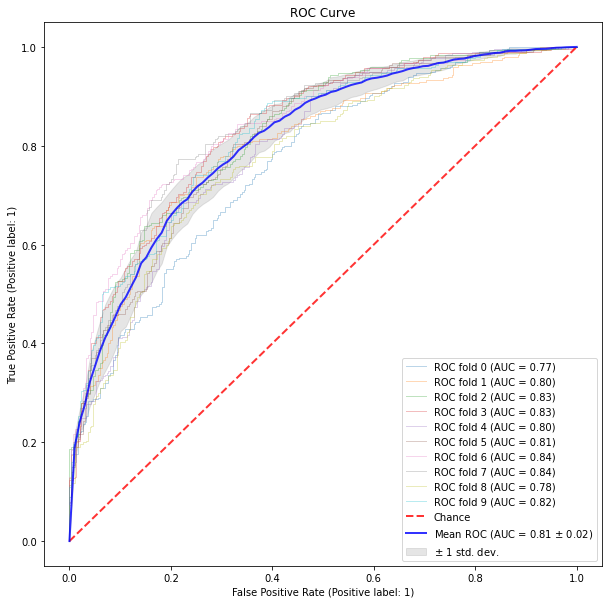 ROC Curve
True Positive Rate (Positive label: 1)
1.0
0.8
0.6
0.4
0.2
0.0
ROC fold 0 (AUC = 0.77)
ROC fold 1 (AUC = 0.80)
ROC fold 2 (AUC = 0.83)
ROC fold 3 (AUC = 0.83)
ROC fold 4 (AUC = 0.80)
ROC fold 5 (AUC = 0.81)
ROC fold 6 (AUC = 0.84)
ROC fold 7 (AUC = 0.84)
ROC fold 8 (AUC = 0.78)
ROC fold 9 (AUC = 0.82)
Chance
Mean ROC (AUC = 0.81 ± 0.02)
± 1 std. dev.
0.0 0.2 0.4 0.6 0.8 1.0
False Positive Rate (Positive label: 1)